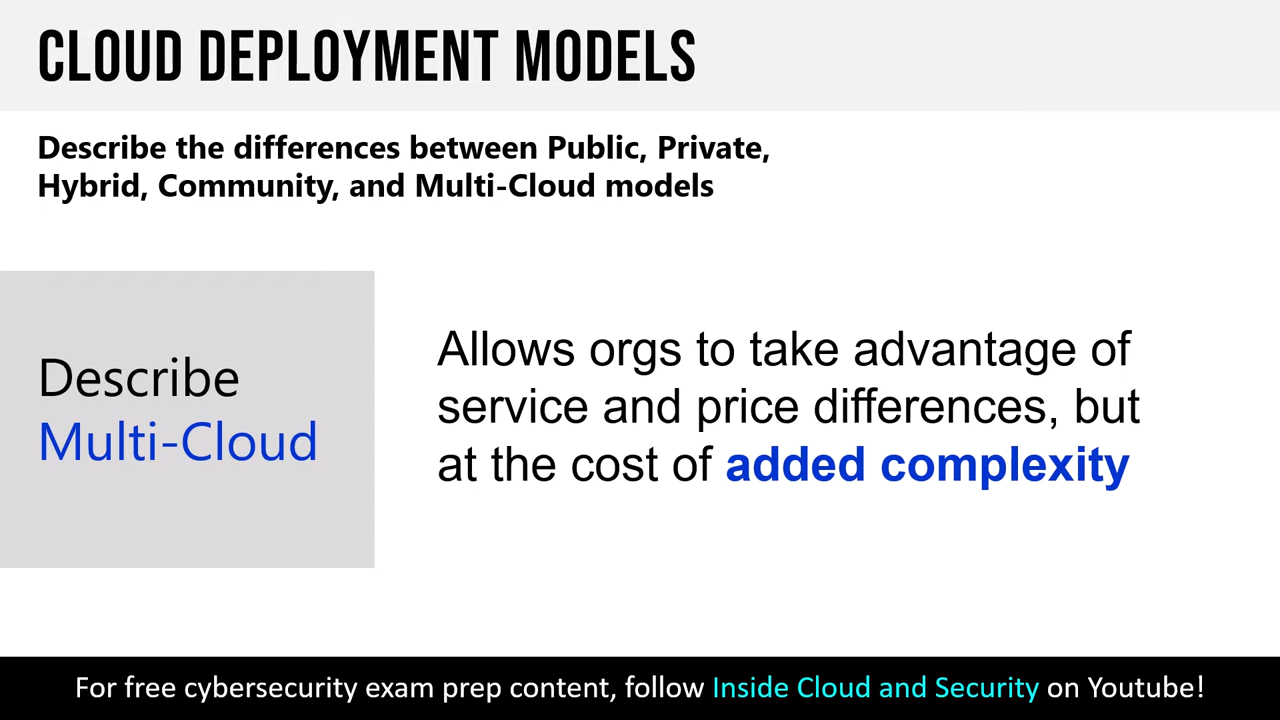 CLOUD DEPLOYMENT MODELS
Describe the differences between Public, Private,
Hybrid, Community, and Multi-Cloud models
Describe
Multi-Cloud
Allows orgs to take advantage of
service and price differences, but
at the cost of added complexity
For free cybersecurity exam prep content, follow Inside Cloud and Security on Youtube!